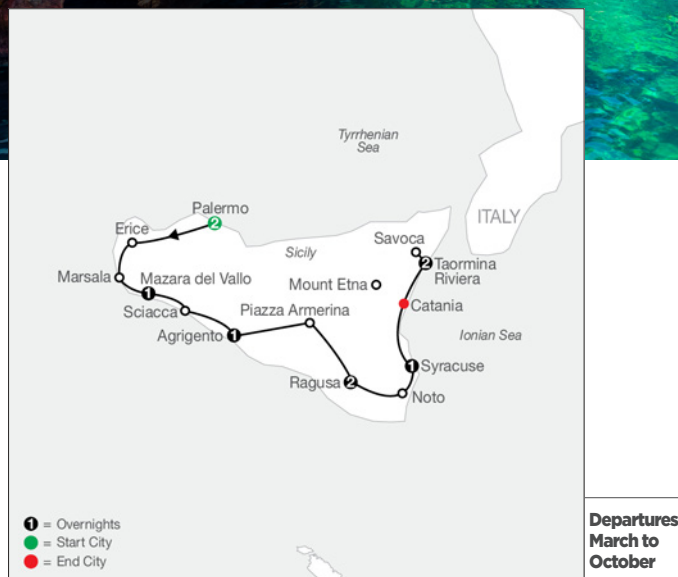 Tyrrhenian
Sea
Palermo
2
ITALY
Erice
Savoca
Sicily
2 Taormina
Riviera
Marsala
Mazara del Vallo
Mount Etna
1
Sciacca
Piazza Armerina
Catania
Agrigento 1
Ionian Sea
1 Syracuse
Ragusa 2
Noto
1 = Overnights
= Start City
= End City
Departures
March to
October